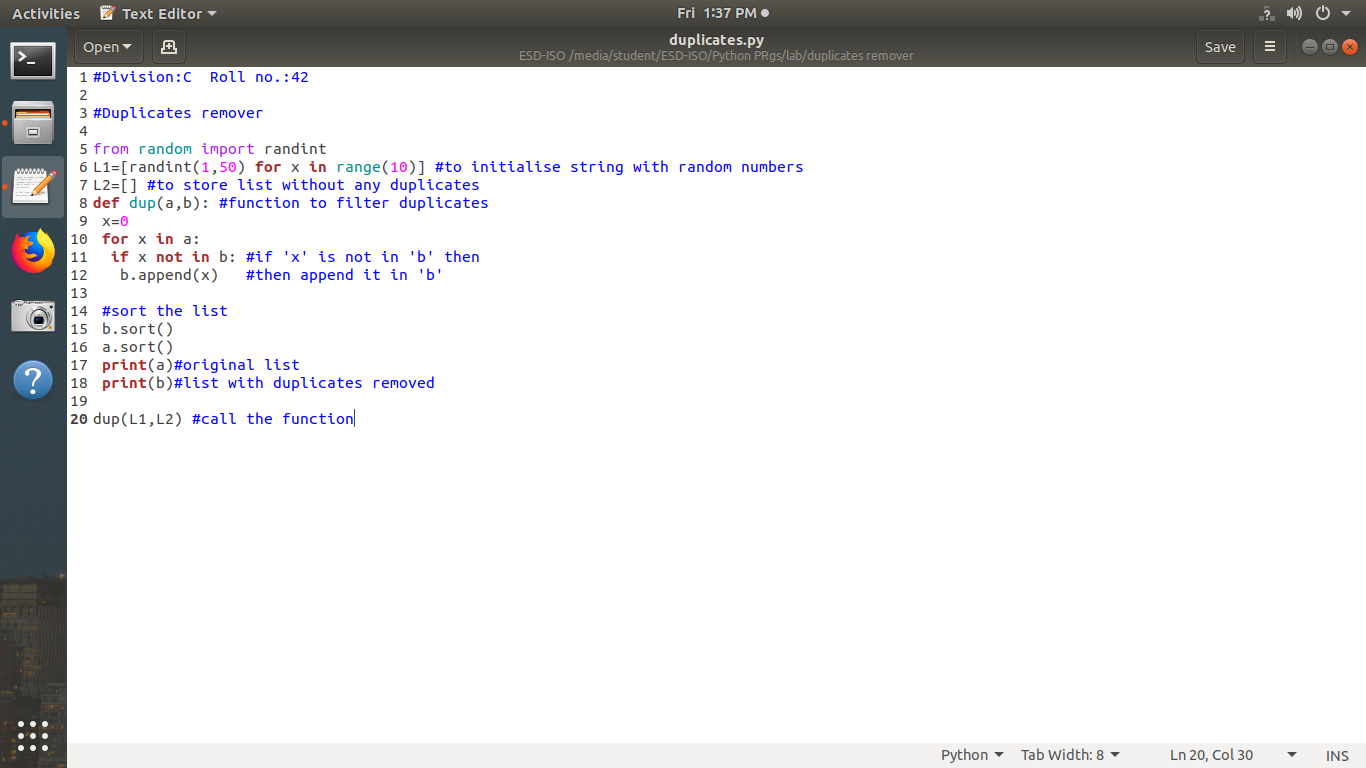 Activities Text Editor Fri 1:37 PM
Open duplicates.py Save
ESD-ISO /media/student/ESD-ISO/Python PRgs/lab/duplicates remover
1 #Division:C  Roll no.:42
2
3 #Duplicates remover
4
5 from random import randint
6 L1=[randint(1,50) for x in range(10)] #to initialise string with random numbers
7 L2=[] #to store list without any duplicates
8 def dup(a,b): #function to filter duplicates
9  x=0
10  for x in a:
11   if x not in b: #if 'x' is not in 'b' then
12    b.append(x)   #then append it in 'b'
13
14  #sort the list
15  b.sort()
16  a.sort()
17  print(a)#original list
18  print(b)#list with duplicates removed
19
20 dup(L1,L2) #call the function
Python Tab Width: 8 Ln 20, Col 30 INS